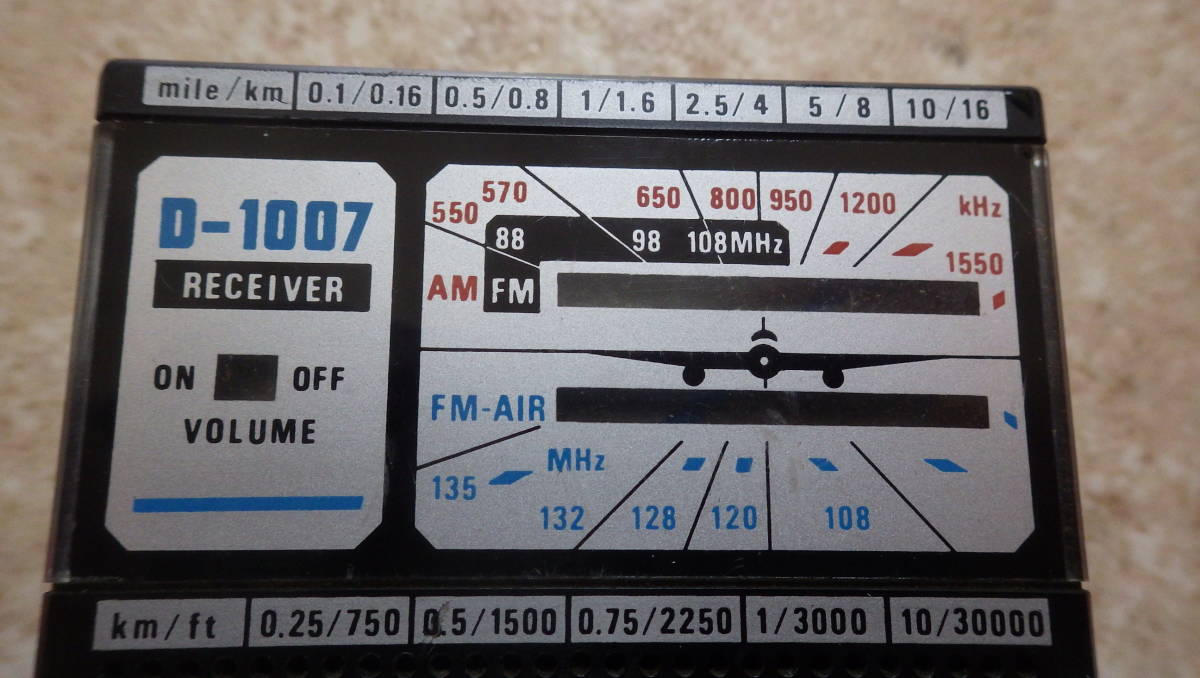 mile/km 0.1/0.16 0.5/0.8 1/1.6 2.5/4 5/8 10/16
D-1007
RECEIVER
ON OFF
VOLUME
550 570 650 800 950 1200 kHz
88 98 108MHz
1550
AM FM
FM-AIR
MHz
135
132 128 120 108
km/ft 0.25/750 0.5/1500 0.75/2250 1/3000 10/30000